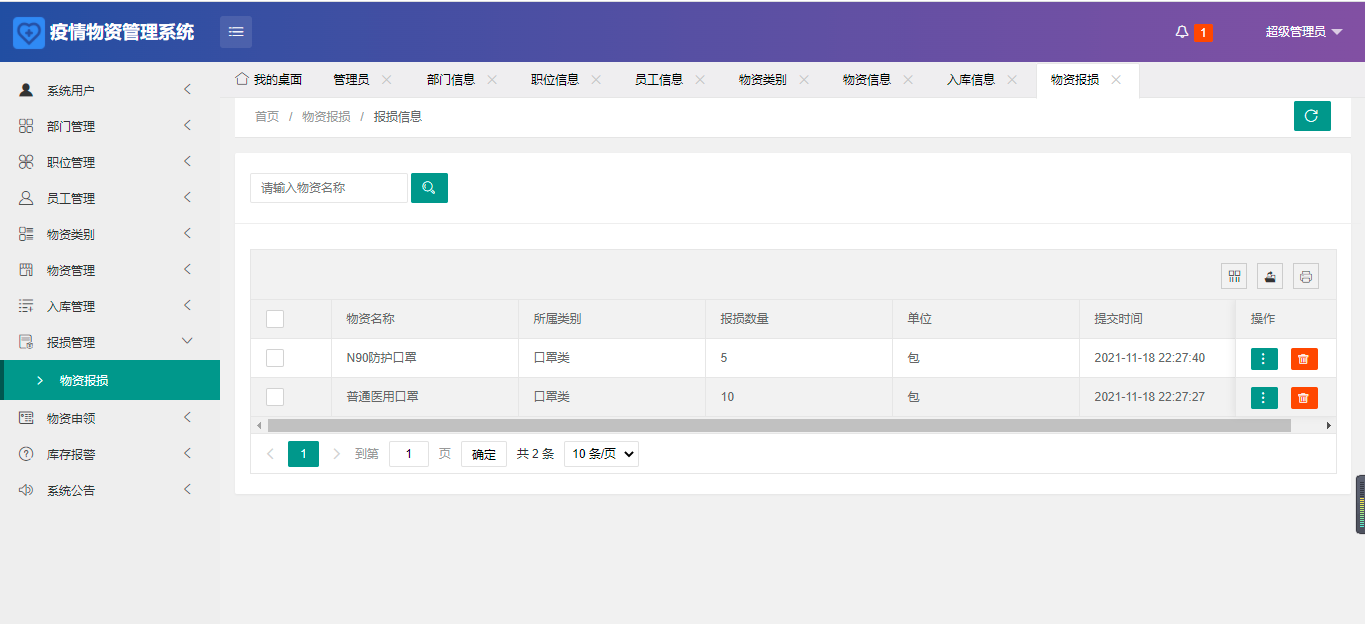 疫情物资管理系统
1
超级管理员
系统用户
部门管理
职位管理
员工管理
物资类别
物资管理
入库管理
报损管理
物资报损
物资申领
库存报警
系统公告
我的桌面 管理员 部门信息 职位信息 员工信息 物资类别 物资信息 入库信息 物资报损
首页 / 物资报损 / 报损信息
请输入物资名称
物资名称 所属类别 报损数量 单位 提交时间 操作
N90防护口罩 口罩类 5 包 2021-11-18 22:27:40
普通医用口罩 口罩类 10 包 2021-11-18 22:27:27
1 到第 1 页 确定 共 2 条 10 条/页